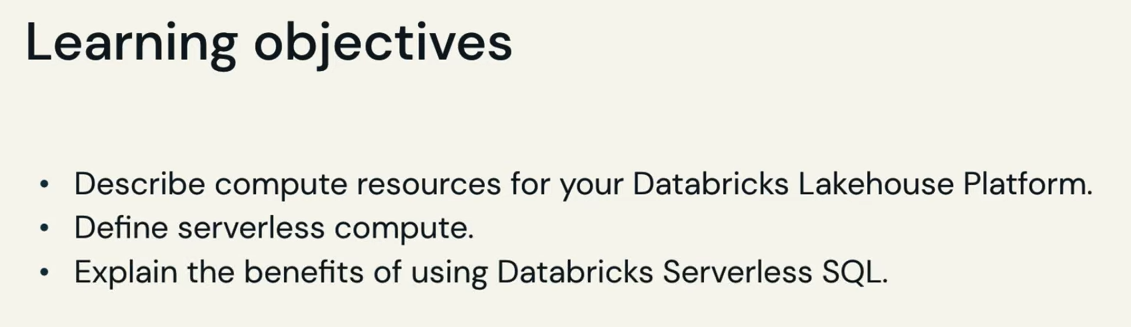 Learning objectives
• Describe compute resources for your Databricks Lakehouse Platform.
• Define serverless compute.
• Explain the benefits of using Databricks Serverless SQL.